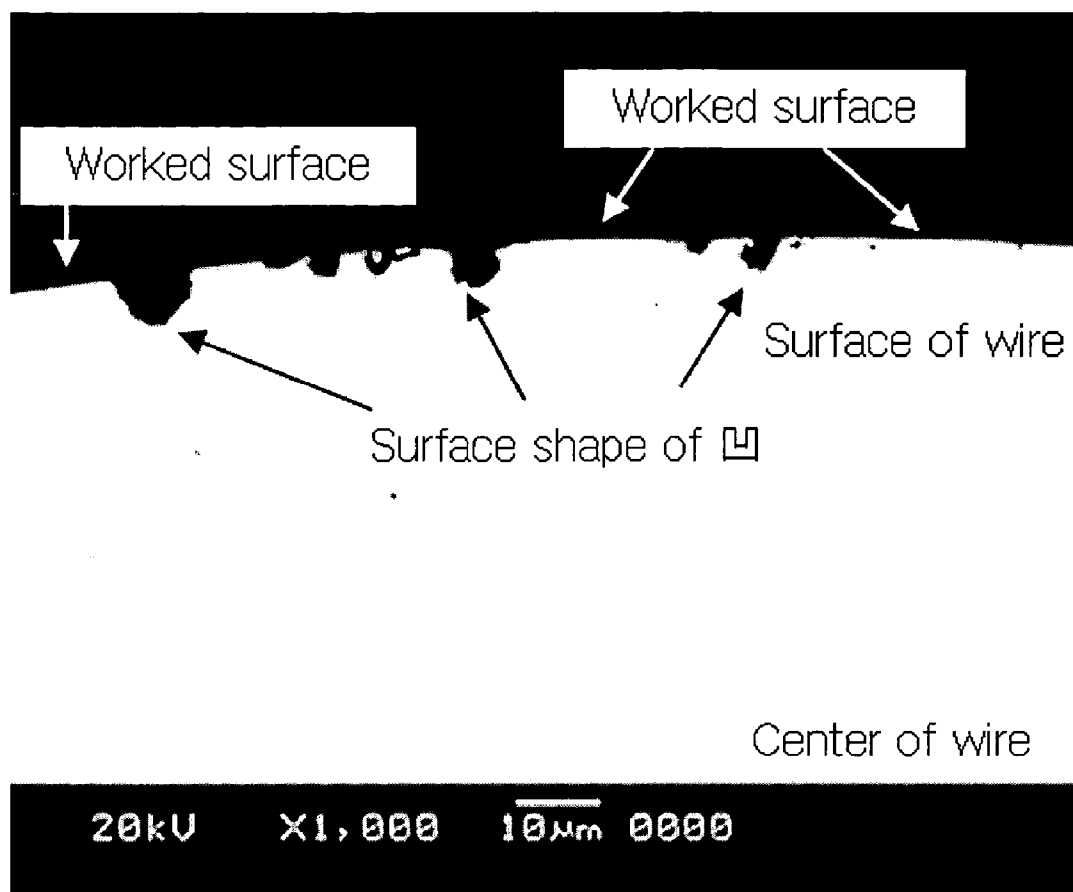 Worked surface
Worked surface
Surface of wire
Surface shape of 凹
Center of wire
20kV X1,000 10μm 0000